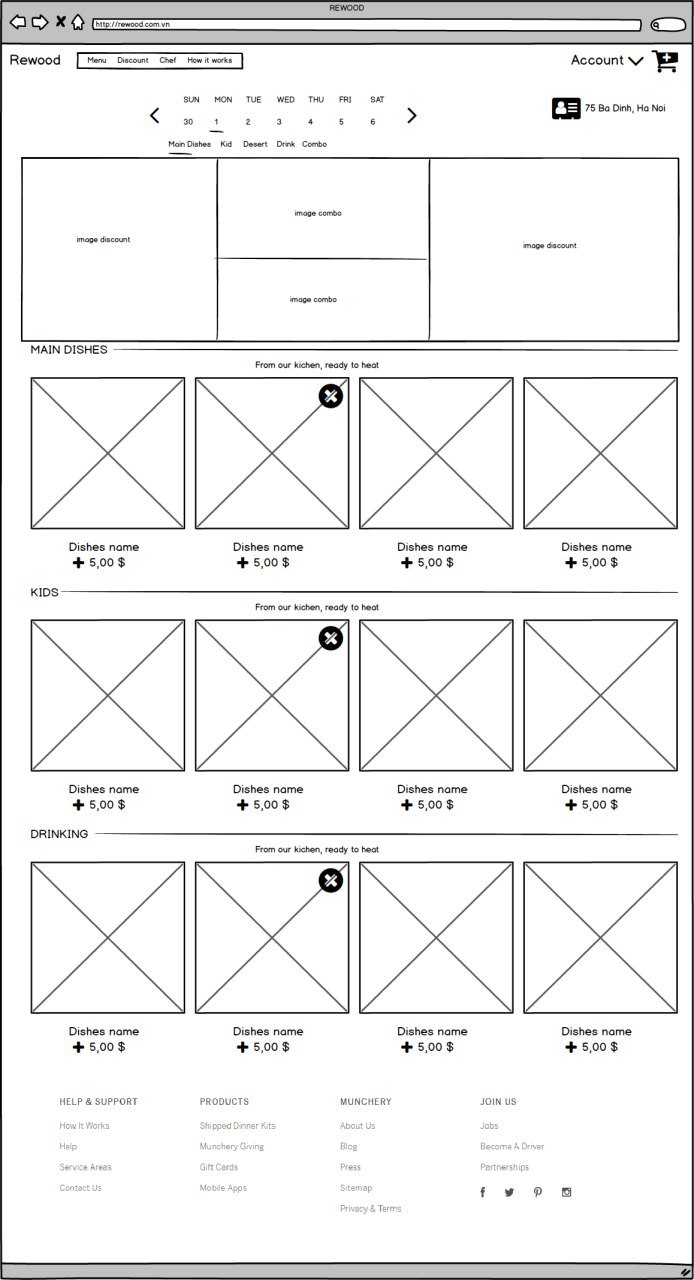 REWOOD
http://rewood.com.vn
Rewood Menu Discount Chef How it works Account
SUN MON TUE WED THU FRI SAT
30 1 2 3 4 5 6
75 Ba Dinh, Ha Noi
Main Dishes Kid Desert Drink Combo
image combo
image discount
image discount
image combo
MAIN DISHES
From our kichen, ready to heat
Dishes name Dishes name Dishes name Dishes name
5,00 $ 5,00 $ 5,00 $ 5,00 $
KIDS
From our kichen, ready to heat
Dishes name Dishes name Dishes name Dishes name
5,00 $ 5,00 $ 5,00 $ 5,00 $
DRINKING
From our kichen, ready to heat
Dishes name Dishes name Dishes name Dishes name
5,00 $ 5,00 $ 5,00 $ 5,00 $
HELP & SUPPORT PRODUCTS MUNCHERY JOIN US
How It Works Shipped Dinner Kits About Us Jobs
Help Munchery Giving Blog Become A Driver
Service Areas Gift Cards Press Partnerships
Contact Us Mobile Apps Sitemap
Privacy & Terms